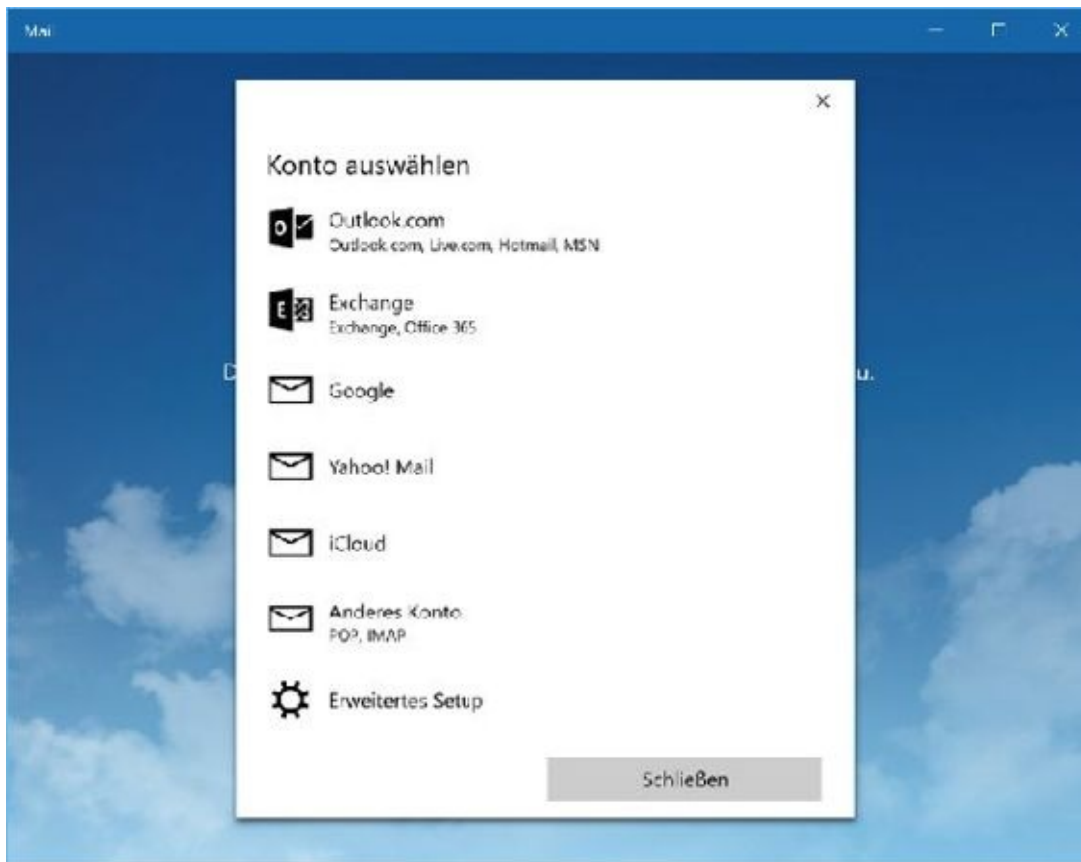 Mail
Konto auswählen
Outlook.com
Outlook.com, Live.com, Hotmail, MSN
Exchange
Exchange, Office 365
D
u.
Google
Yahoo! Mail
iCloud
Anderes Konto
POP, IMAP
Erweitertes Setup
Schließen